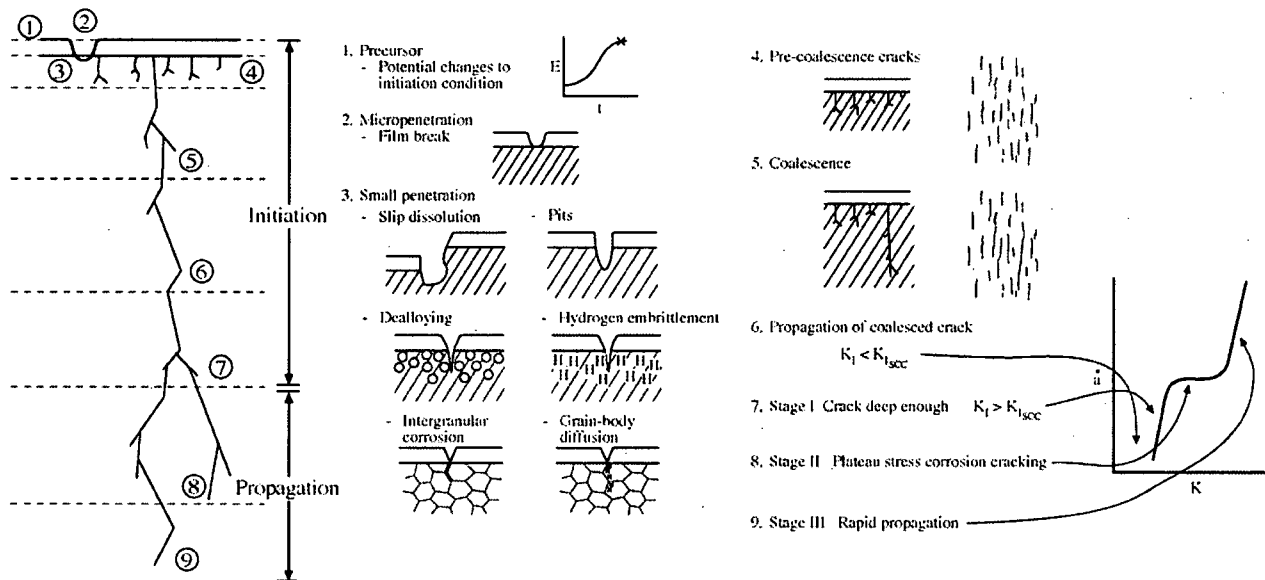 ①
②
③
④
⑤
⑥
⑦
⑧
⑨
Initiation
Propagation
1. Precursor
- Potential changes to
initiation condition
E
t
2. Micropenetration
- Film break
3. Small penetration
- Slip dissolution
- Pits
- Dealloying
- Hydrogen embrittlement
H H H H H H
H H H H H
- Intergranular
corrosion
- Grain-body
diffusion
4. Pre-coalescence cracks
5. Coalescence
6. Propagation of coalesced crack
K_I < K_Iscc
7. Stage I Crack deep enough K_I > K_Iscc
8. Stage II Plateau stress corrosion cracking
9. Stage III Rapid propagation
ȧ
K